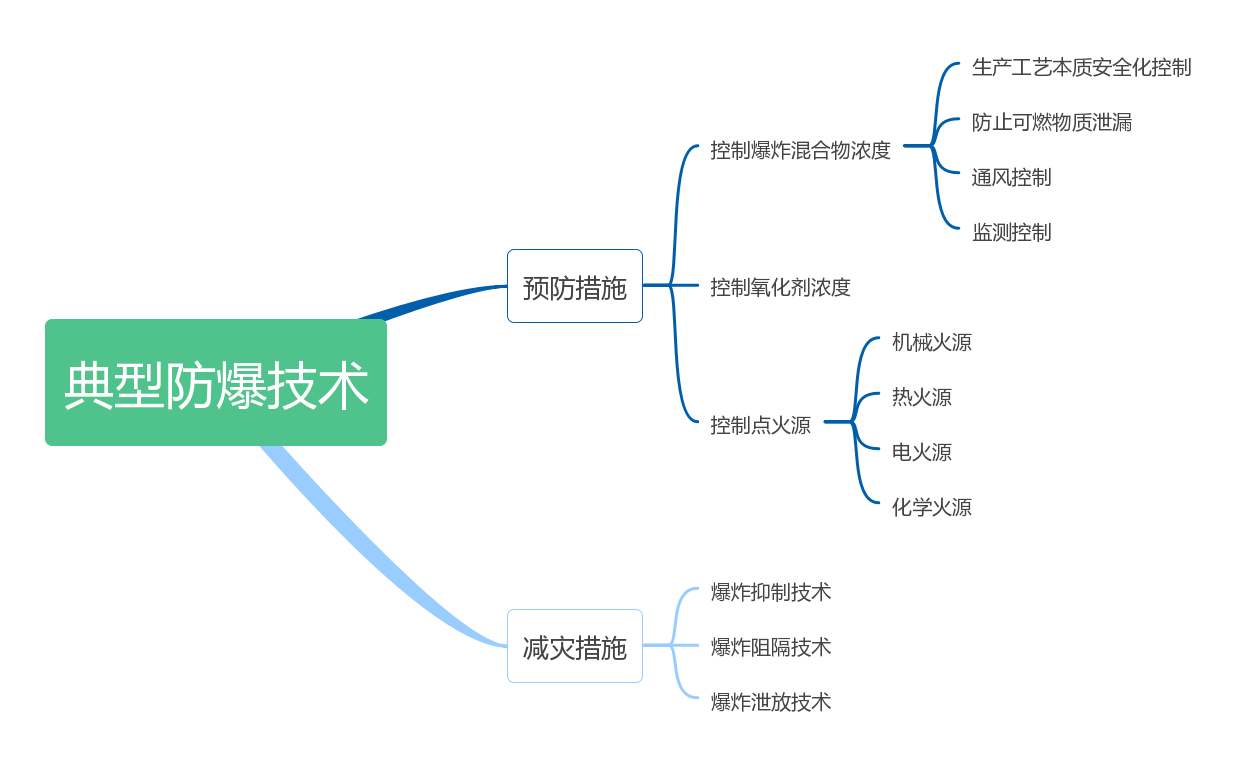 典型防爆技术
预防措施
控制爆炸混合物浓度
生产工艺本质安全化控制
防止可燃物质泄漏
通风控制
监测控制
控制氧化剂浓度
控制点火源
机械火源
热火源
电火源
化学火源
减灾措施
爆炸抑制技术
爆炸阻隔技术
爆炸泄放技术